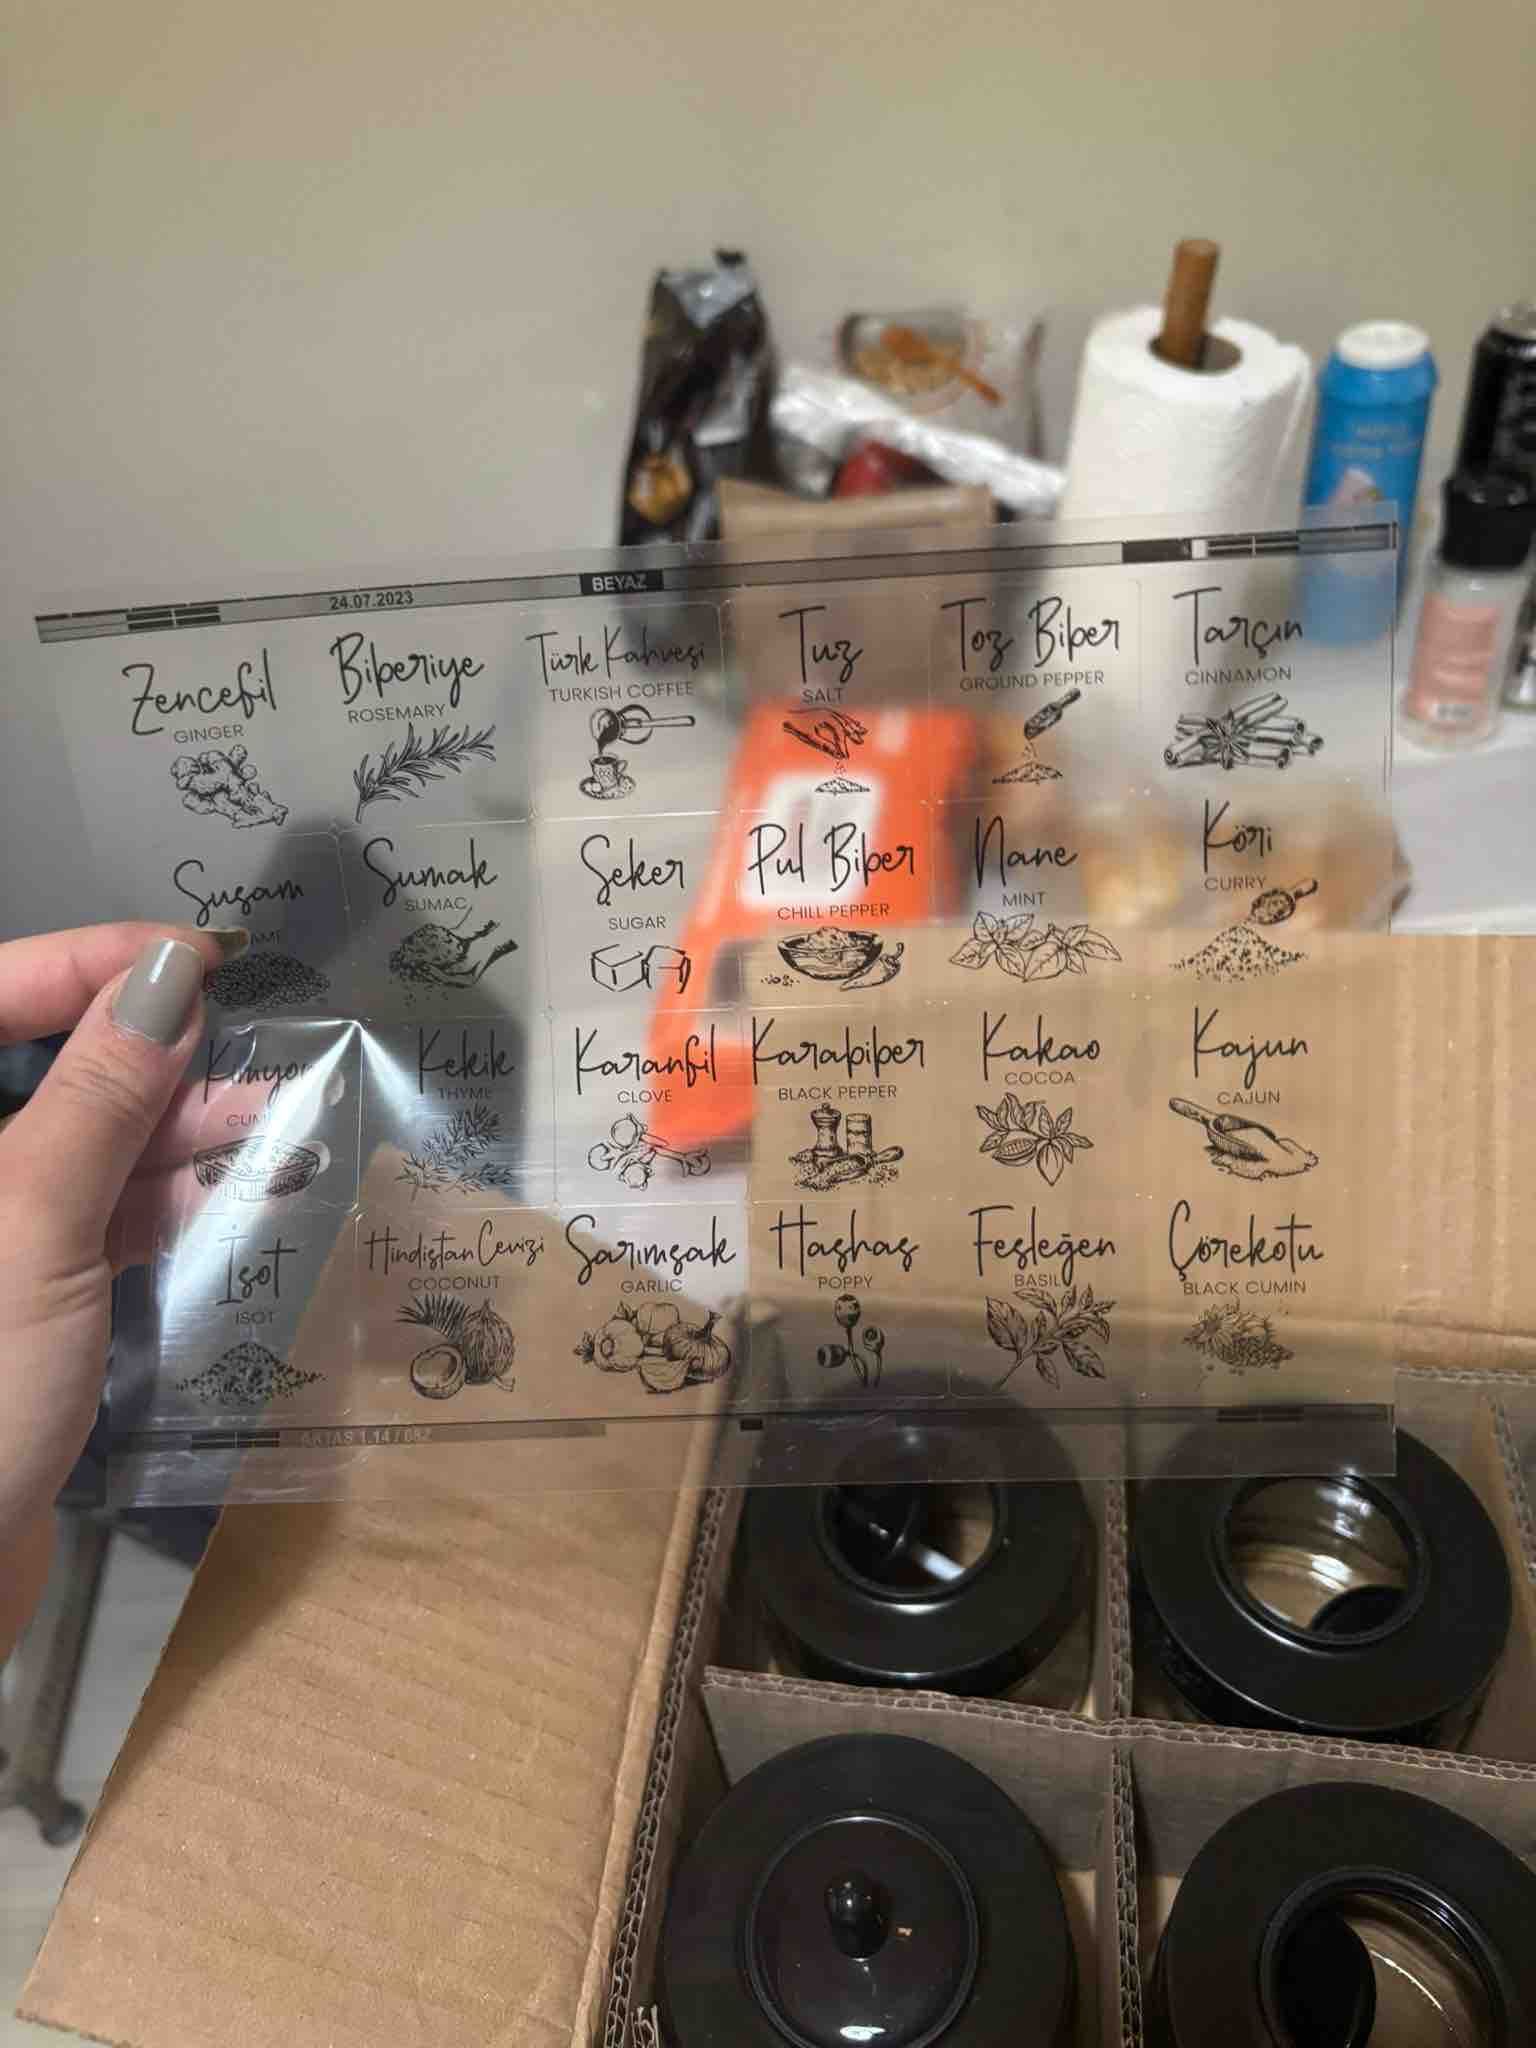 24.07.2023 BEYAZ
Zencefil
GINGER
Biberiye
ROSEMARY
Türk Kahvesi
TURKISH COFFEE
Tuz
SALT
Toz Biber
GROUND PEPPER
Tarçın
CINNAMON
Susam
AME
Sumak
SUMAC
Şeker
SUGAR
Pul Biber
CHILL PEPPER
Nane
MINT
Köri
CURRY
Kimyon
CUM
Kekik
THYME
Karanfil
CLOVE
Karabiber
BLACK PEPPER
Kakao
COCOA
Kajun
CAJUN
İsot
ISOT
Hindistan Cevizi
COCONUT
Sarımsak
GARLIC
Haşhaş
POPPY
Fesleğen
BASIL
Çörekotu
BLACK CUMIN